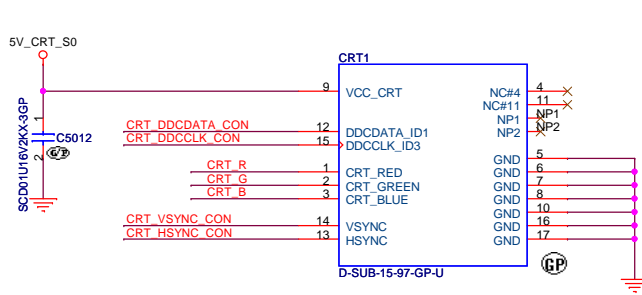 5V_CRT_S0
CRT1
9 VCC_CRT
NC#4 4
NC#11 11
NP1 NP1
NP2 NP2
1
SCD01U16V2KX-3GP
C5012
G/P
2
CRT_DDCDATA_CON 12 DDCDATA_ID1
CRT_DDCCLK_CON 15 DDCCLK_ID3
CRT_R 1 CRT_RED
CRT_G 2 CRT_GREEN
CRT_B 3 CRT_BLUE
CRT_VSYNC_CON 14 VSYNC
CRT_HSYNC_CON 13 HSYNC
GND 5
GND 6
GND 7
GND 8
GND 10
GND 16
GND 17
D-SUB-15-97-GP-U
GP